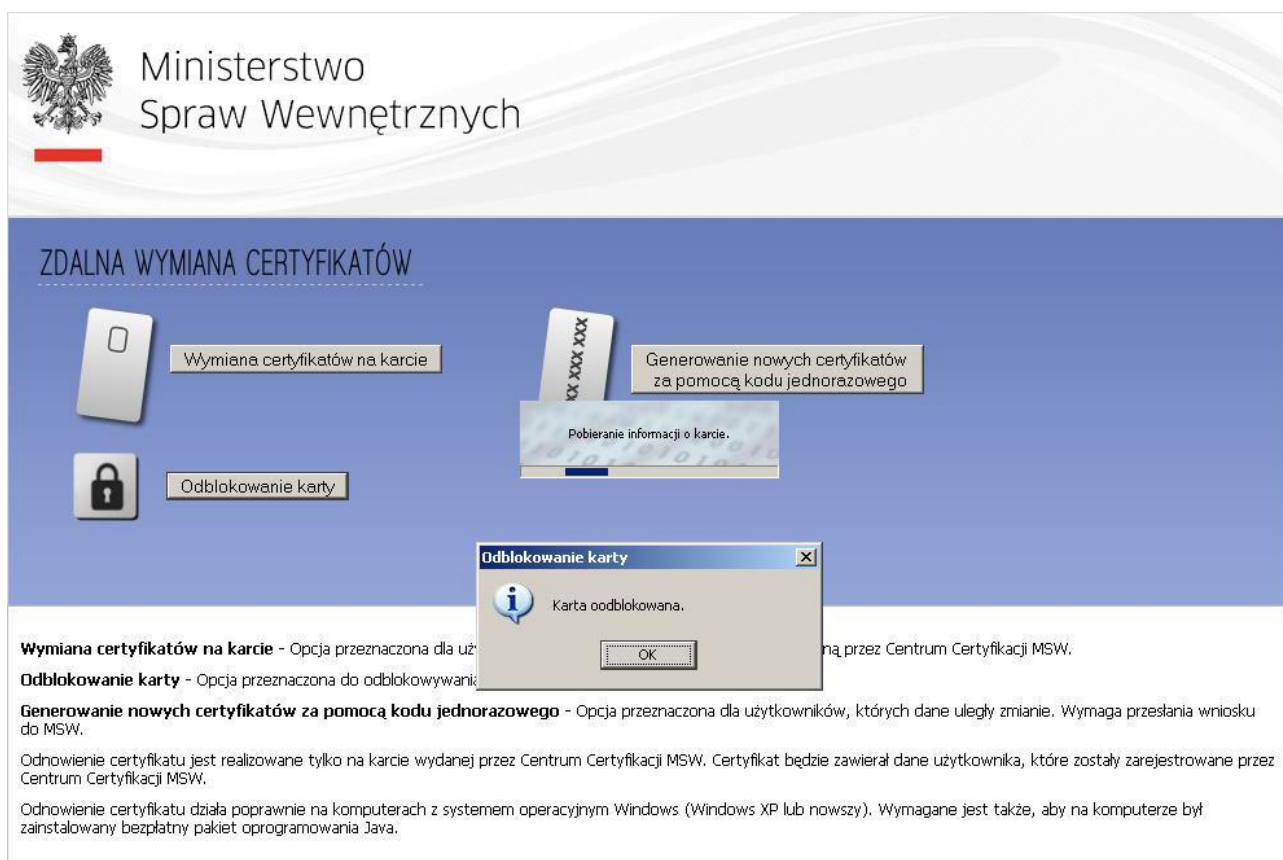 Ministerstwo
Spraw Wewnętrznych
ZDALNA WYMIANA CERTYFIKATÓW
Wymiana certyfikatów na karcie
XX XXX XXX
Generowanie nowych certyfikatów
za pomocą kodu jednorazowego
Pobieranie informacji o karcie.
Odblokowanie karty
Odblokowanie karty
Karta oodblokowana.
OK
Wymiana certyfikatów na karcie - Opcja przeznaczona dla przez Centrum Certyfikacji MSW.
Odblokowanie karty - Opcja przeznaczona do odblokowywania
Generowanie nowych certyfikatów za pomocą kodu jednorazowego - Opcja przeznaczona dla użytkowników, których dane uległy zmianie. Wymaga przesłania wniosku
do MSW.
Odnowienie certyfikatu jest realizowane tylko na karcie wydanej przez Centrum Certyfikacji MSW. Certyfikat będzie zawierał dane użytkownika, które zostały zarejestrowane przez
Centrum Certyfikacji MSW.
Odnowienie certyfikatu działa poprawnie na komputerach z systemem operacyjnym Windows (Windows XP lub nowszy). Wymagane jest także, aby na komputerze był
zainstalowany bezpłatny pakiet oprogramowania Java.